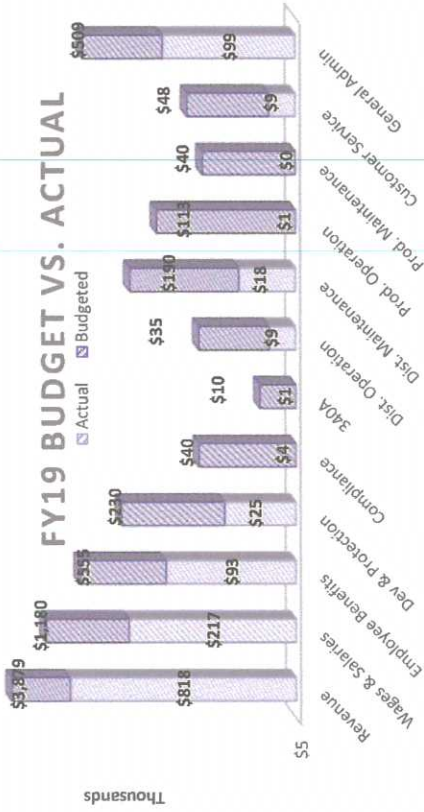 FY19 BUDGET VS. ACTUAL
Actual Budgeted
Thousands
$5
$3,879
$818
$1,180
$217
$555
$93
$230
$25
$40
$4
$10
$1
$35
$9
$190
$18
$113
$1
$40
$0
$48
$9
$509
$99
Revenue
Wages & Salaries
Employee Benefits
Dev & Protection
Compliance
340A
Dist. Operation
Dist. Maintenance
Prod. Operation
Prod. Maintenance
Customer Service
General Admin